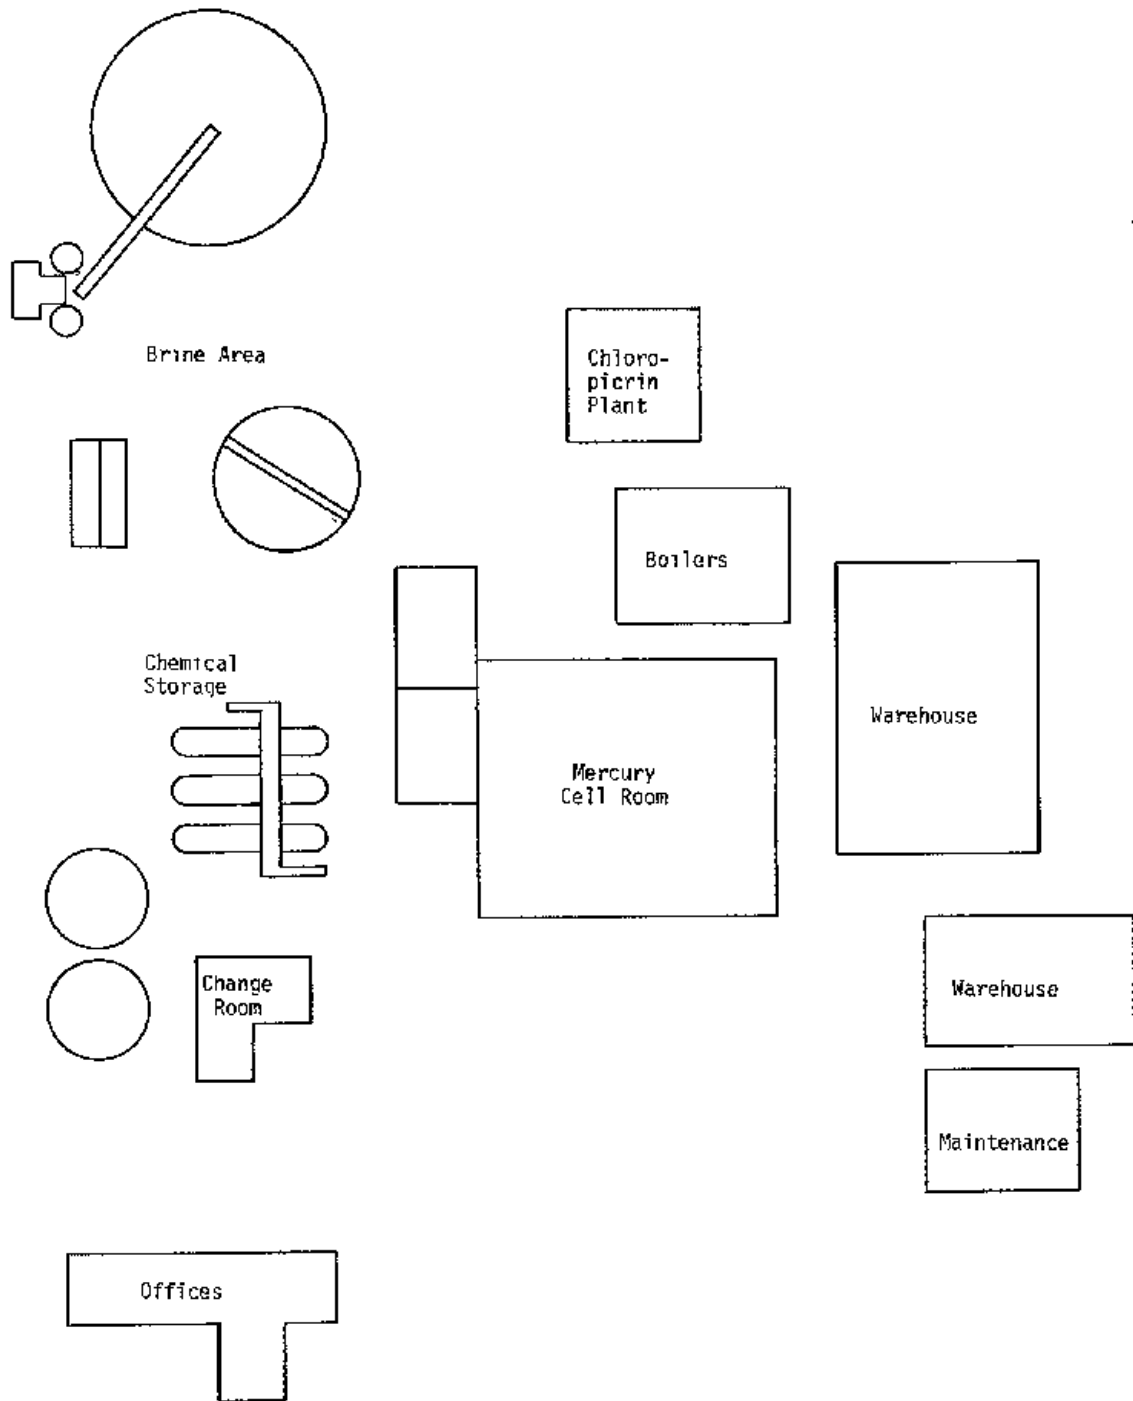 Brine Area
Chloro-
picrin
Plant
Boilers
Chemical
Storage
Warehouse
Mercury
Cell Room
Change
Room
Warehouse
Maintenance
Offices